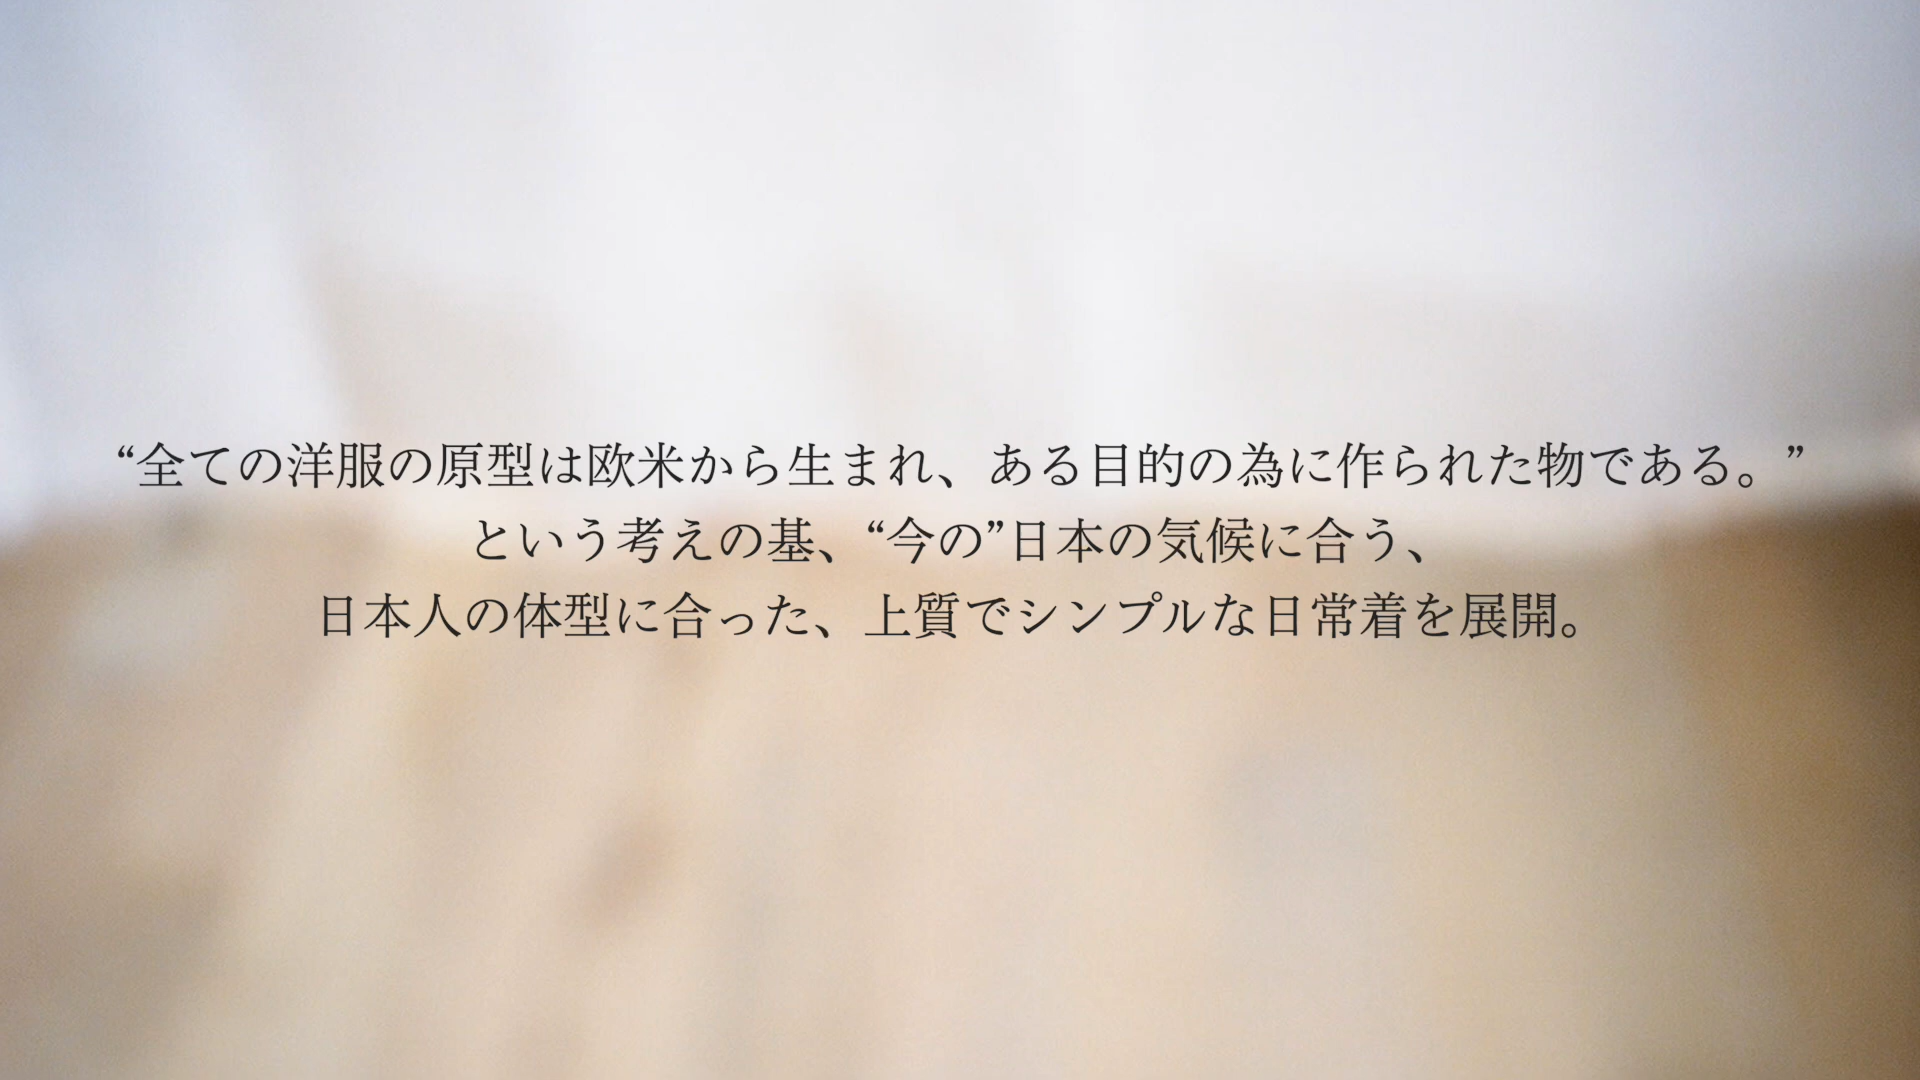 “全ての洋服の原型は欧米から生まれ、ある目的の為に作られた物である。”
という考えの基、“今の”日本の気候に合う、
日本人の体型に合った、上質でシンプルな日常着を展開。